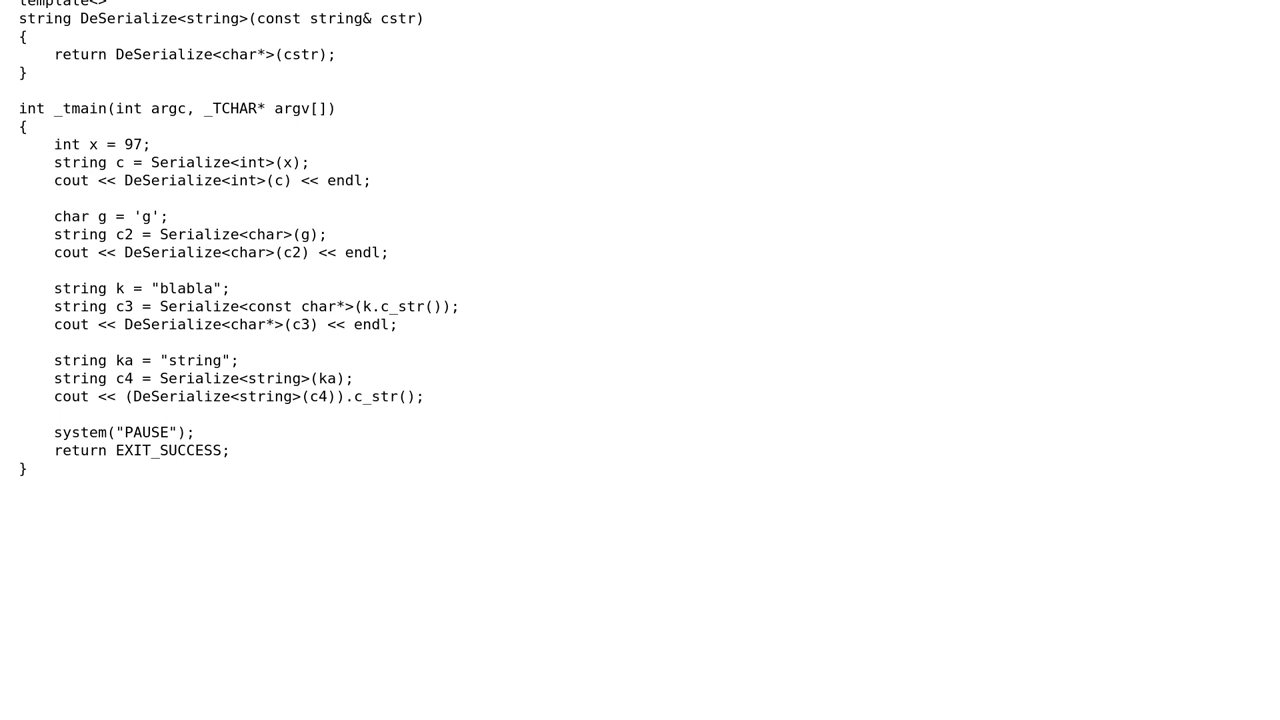 template<>
string DeSerialize<string>(const string& cstr)
{
    return DeSerialize<char*>(cstr);
}

int _tmain(int argc, _TCHAR* argv[])
{
    int x = 97;
    string c = Serialize<int>(x);
    cout << DeSerialize<int>(c) << endl;

    char g = 'g';
    string c2 = Serialize<char>(g);
    cout << DeSerialize<char>(c2) << endl;

    string k = "blabla";
    string c3 = Serialize<const char*>(k.c_str());
    cout << DeSerialize<char*>(c3) << endl;

    string ka = "string";
    string c4 = Serialize<string>(ka);
    cout << (DeSerialize<string>(c4)).c_str();

    system("PAUSE");
    return EXIT_SUCCESS;
}